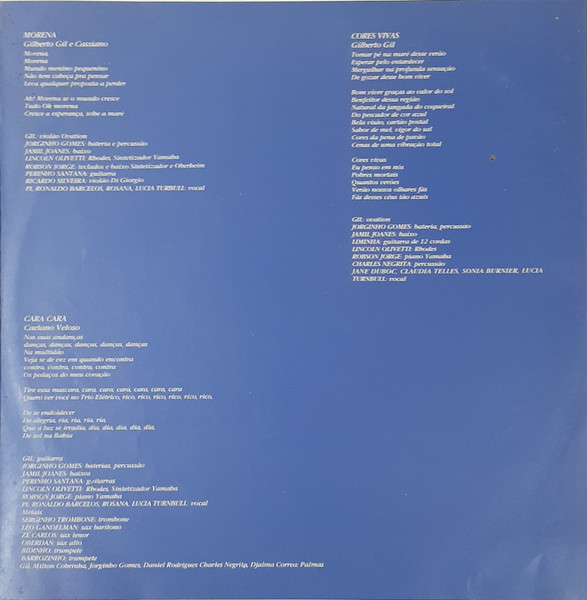 MORENA
Gilberto Gil e Cassiano
Morena,
Morena
Mundo menino pequenino
Não tem cabeça pra pensar
Leva qualquer proposta a perder
Ah! Morena se o mundo cresce
Tudo Ok morena
Cresce a esperança, sobe a maré
GIL: violão Ovation
JORGINHO GOMES: bateria e percussão
JAMIL JOANES: baixo
LINCOLN OLIVETTI: Rhodes, Sintetizador Yamaha
ROBSON JORGE: teclados e baixo Sintetizador e Oberheim
PERINHO SANTANA: guitarra
RICARDO SILVEIRA: violão Di Giorgio
PI, RONALDO BARCELOS, ROSANA, LUCIA TURBULL: vocal
CARA CARA
Caetano Veloso
Nas suas andanças
danças, danças, danças, danças, danças
Na multidão
Veja se de vez em quando encontra
contra, contra, contra, contra
Os pedaços do meu coração
Tire essa mascara, cara, cara, cara, cara, cara, cara
Quero ver você no Trio Elétrico, rico, rico, rico, rico, rico, rico,
De se endoidecer
De alegria, ria, ria, ria, ria,
Que a luz se irradia, dia, dia, dia, dia, dia,
De sol na Bahia
GIL: guitarra
JORGINHO GOMES: baterias, percussão
JAMIL JOANES: baixos
PERINHO SANTANA: guitarras
LINCOLN OLIVETTI: Rhodes, Sintetizador Yamaha
ROBSON JORGE: piano Yamaha
PI, RONALDO BARCELOS, ROSANA, LUCIA TURNBULL: vocal
Metais
SERGINHO TROMBONE: trombone
LEO GANDELMAN: sax barítono
ZÉ CARLOS: sax tenor
OBERDAN: sax alto
BIDINHO: trumpete
BARROZINHO: trumpete
Gil, Milton Cobrinha, Jorginho Gomes, Daniel Rodrigues Charles Negrita, Djalma Correa: Palmas
CORES VIVAS
Gilberto Gil
Tomar pé na maré desse verão
Esperar pelo entardecer
Mergulhar na profunda sensação
De gozar desse bom viver
Bom viver graças ao calor do sol
Benfeitor dessa região
Natural da jangada do coqueiral
Do pescador de cor azul
Bela visão, cartão postal
Sabor de mel, vigor do sal
Cores da pena de pavão
Cenas de uma vibração total
Cores vivas
Eu penso em nós
Pobres mortais
Quantos verões
Verão nossos olhares fãs
Fãs desses céus tão azuis
GIL: ovation
JORGINHO GOMES: bateria, percussão
JAMIL JOANES: baixo
LIMINHA: guitarra de 12 cordas
LINCOLN OLIVETTI: Rhodes
ROBSON JORGE: piano Yamaha
CHARLES NEGRITA: percussão
JANE DUBOC, CLAUDIA TELLES, SONIA BURNIER, LUCIA
TURNBULL: vocal